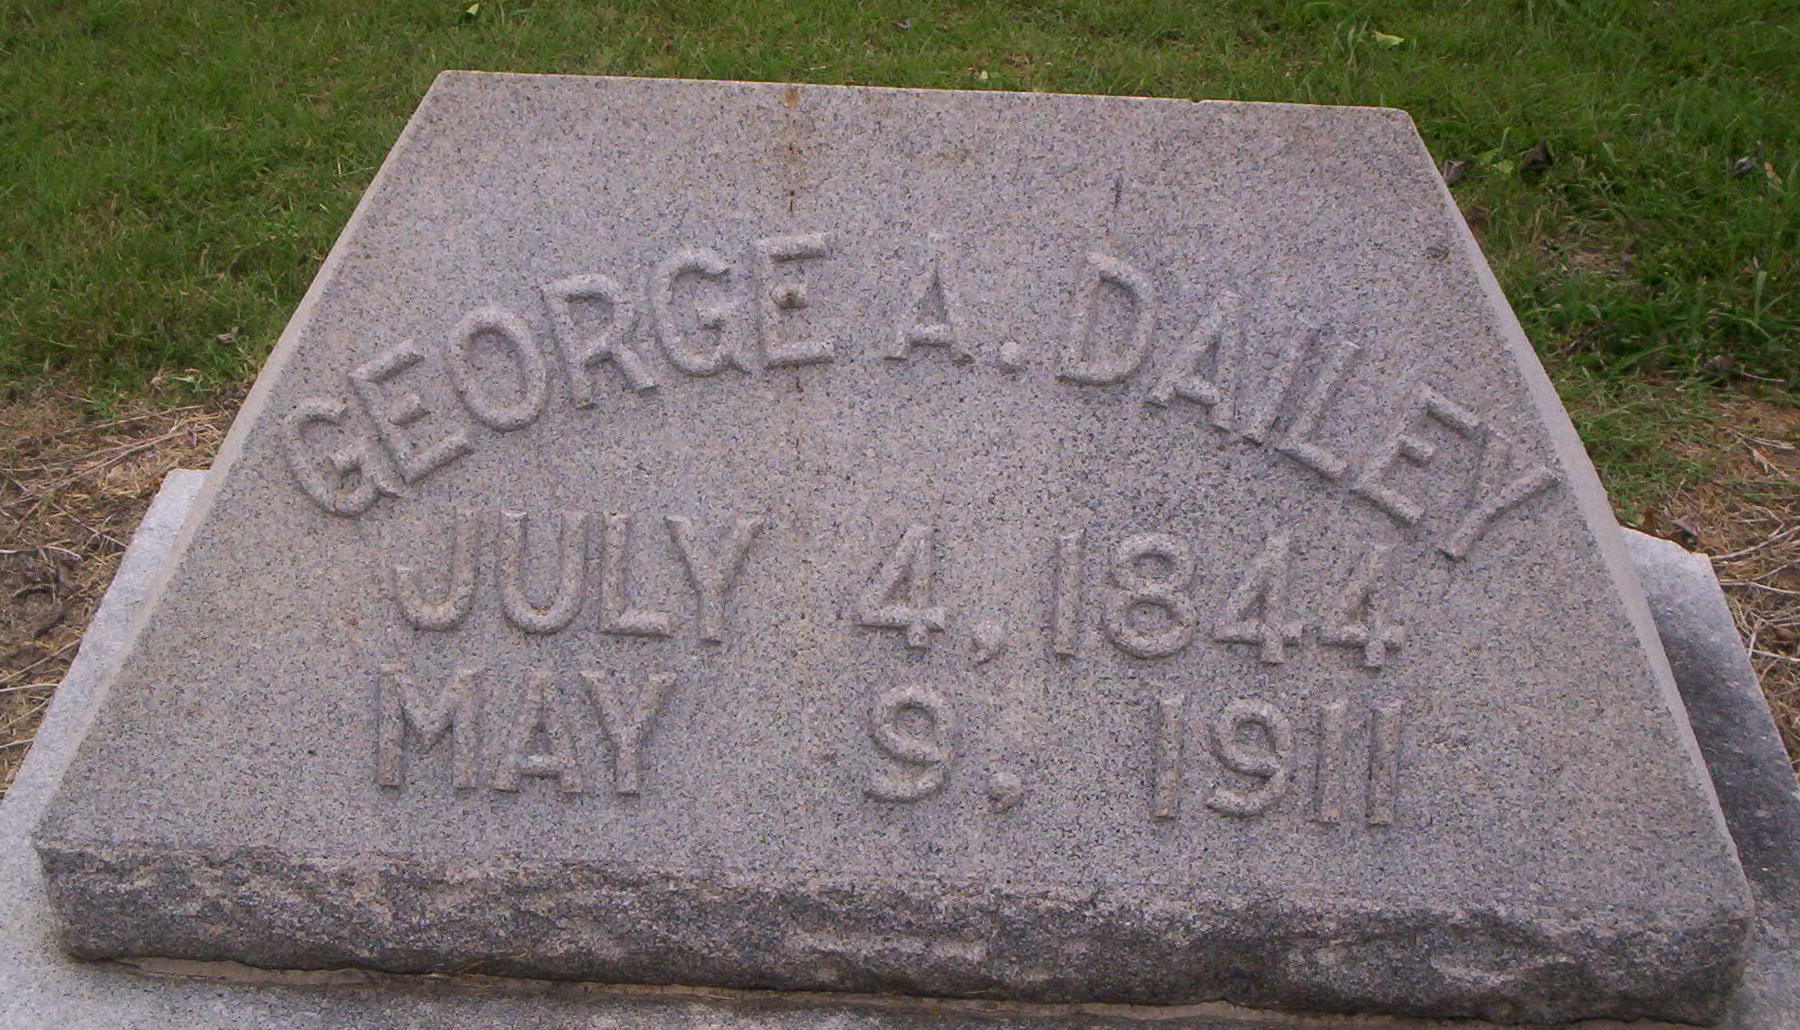 GEORGE A. DAILEY
JULY 4, 1844
MAY 9. 1911